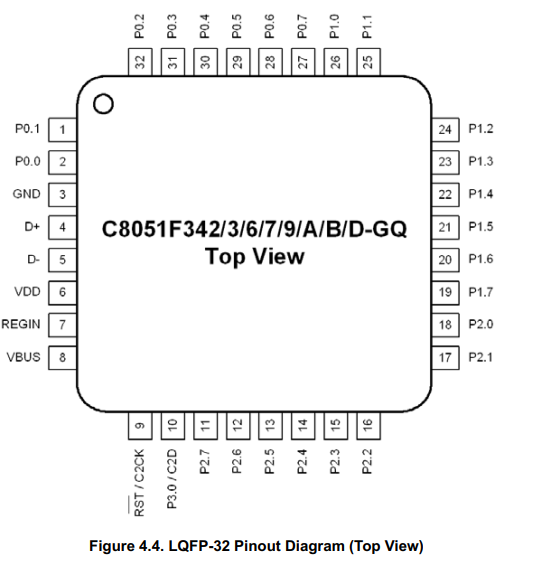 P0.2 P0.3 P0.4 P0.5 P0.6 P0.7 P1.0 P1.1
32 31 30 29 28 27 26 25
P0.1 1 24 P1.2
P0.0 2 23 P1.3
GND 3 22 P1.4
D+ 4 21 P1.5
D- 5 20 P1.6
VDD 6 19 P1.7
REGIN 7 18 P2.0
VBUS 8 17 P2.1
C8051F342/3/6/7/9/A/B/D-GQ
Top View
9 10 11 12 13 14 15 16
RST / C2CK P3.0 / C2D P2.7 P2.6 P2.5 P2.4 P2.3 P2.2
Figure 4.4. LQFP-32 Pinout Diagram (Top View)